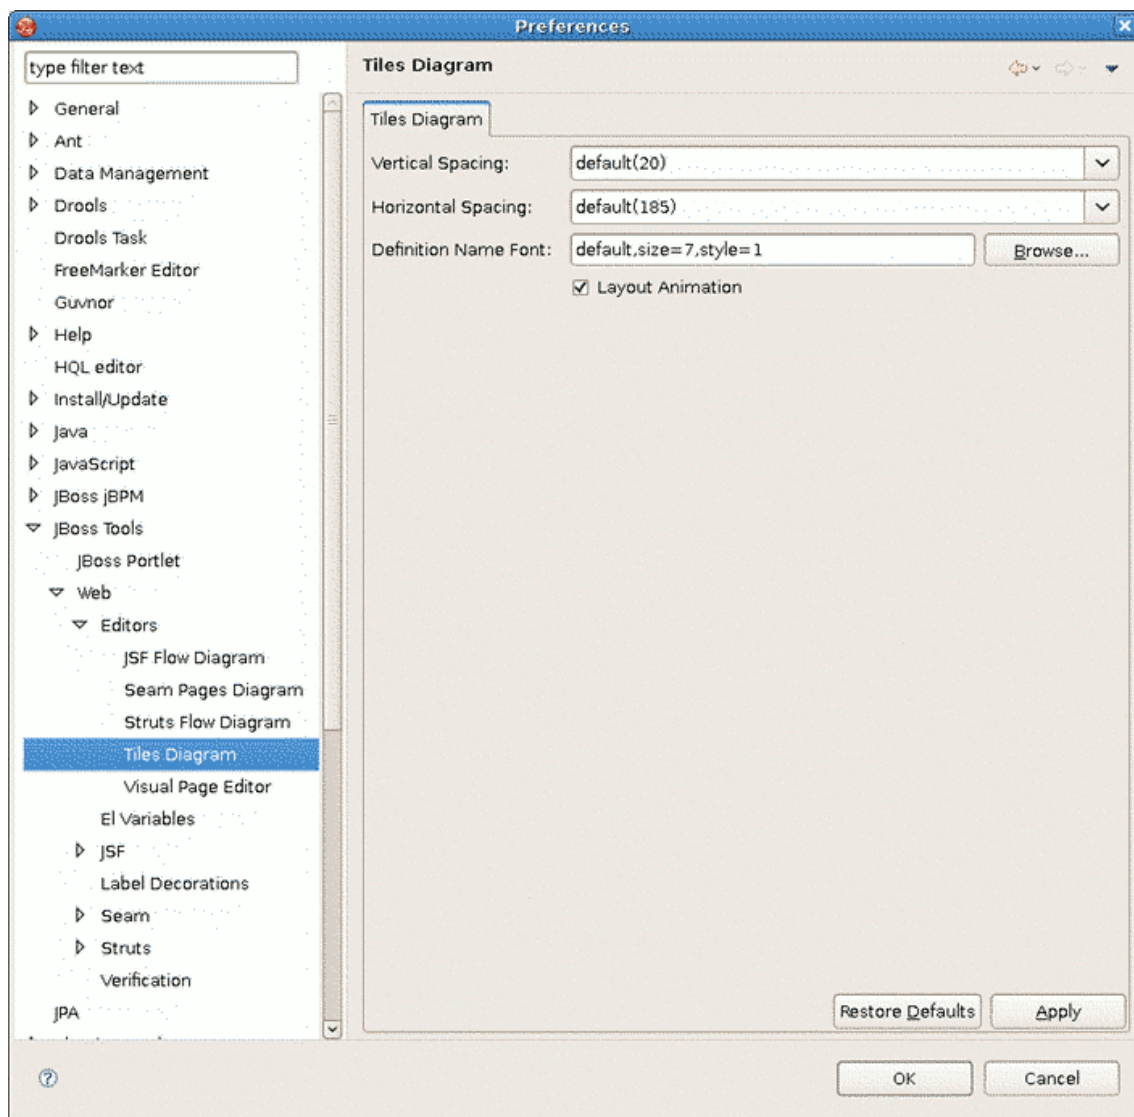 Preferences
type filter text
General
Ant
Data Management
Drools
Drools Task
FreeMarker Editor
Guvnor
Help
HQL editor
Install/Update
Java
JavaScript
JBoss jBPM
JBoss Tools
JBoss Portlet
Web
Editors
JSF Flow Diagram
Seam Pages Diagram
Struts Flow Diagram
Tiles Diagram
Visual Page Editor
El Variables
JSF
Label Decorations
Seam
Struts
Verification
JPA
Tiles Diagram
Tiles Diagram
Vertical Spacing: default(20)
Horizontal Spacing: default(185)
Definition Name Font: default,size=7,style=1 Browse...
Layout Animation
Restore Defaults Apply
OK Cancel